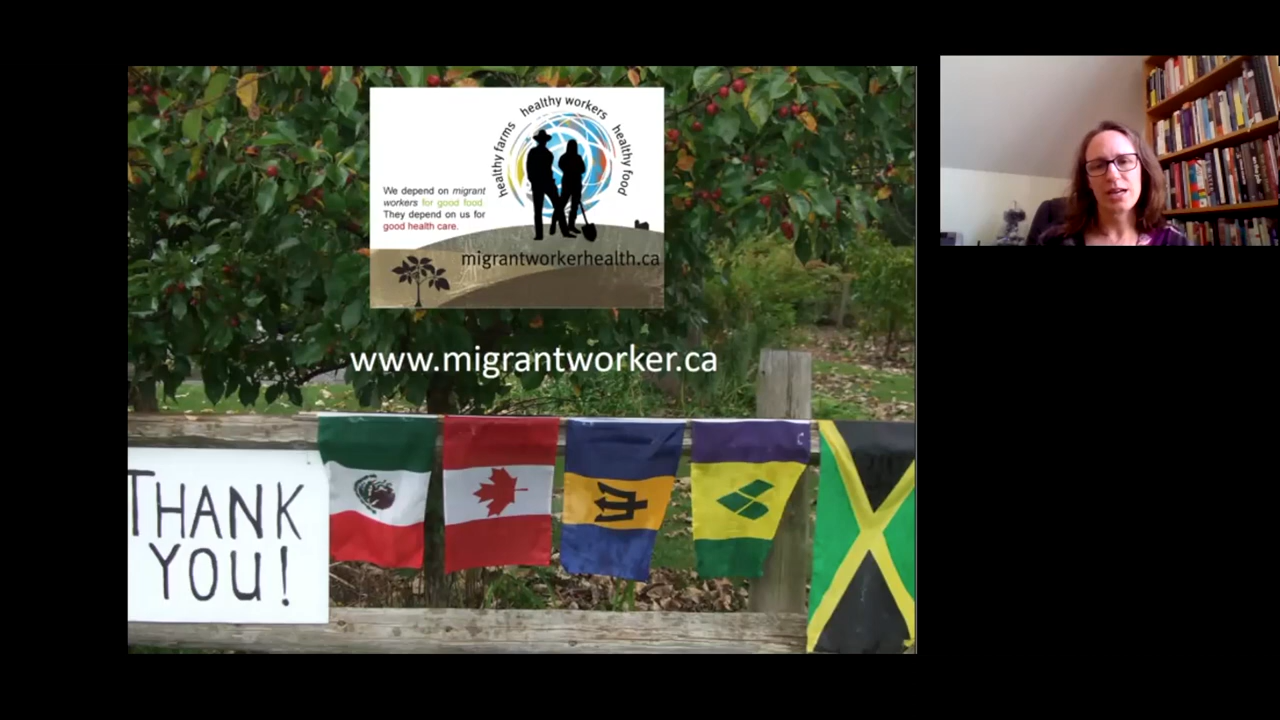 healthy farms healthy workers healthy food
We depend on migrant
workers for good food.
They depend on us for
good health care.
migrantworkerhealth.ca
www.migrantworker.ca
THANK
YOU!